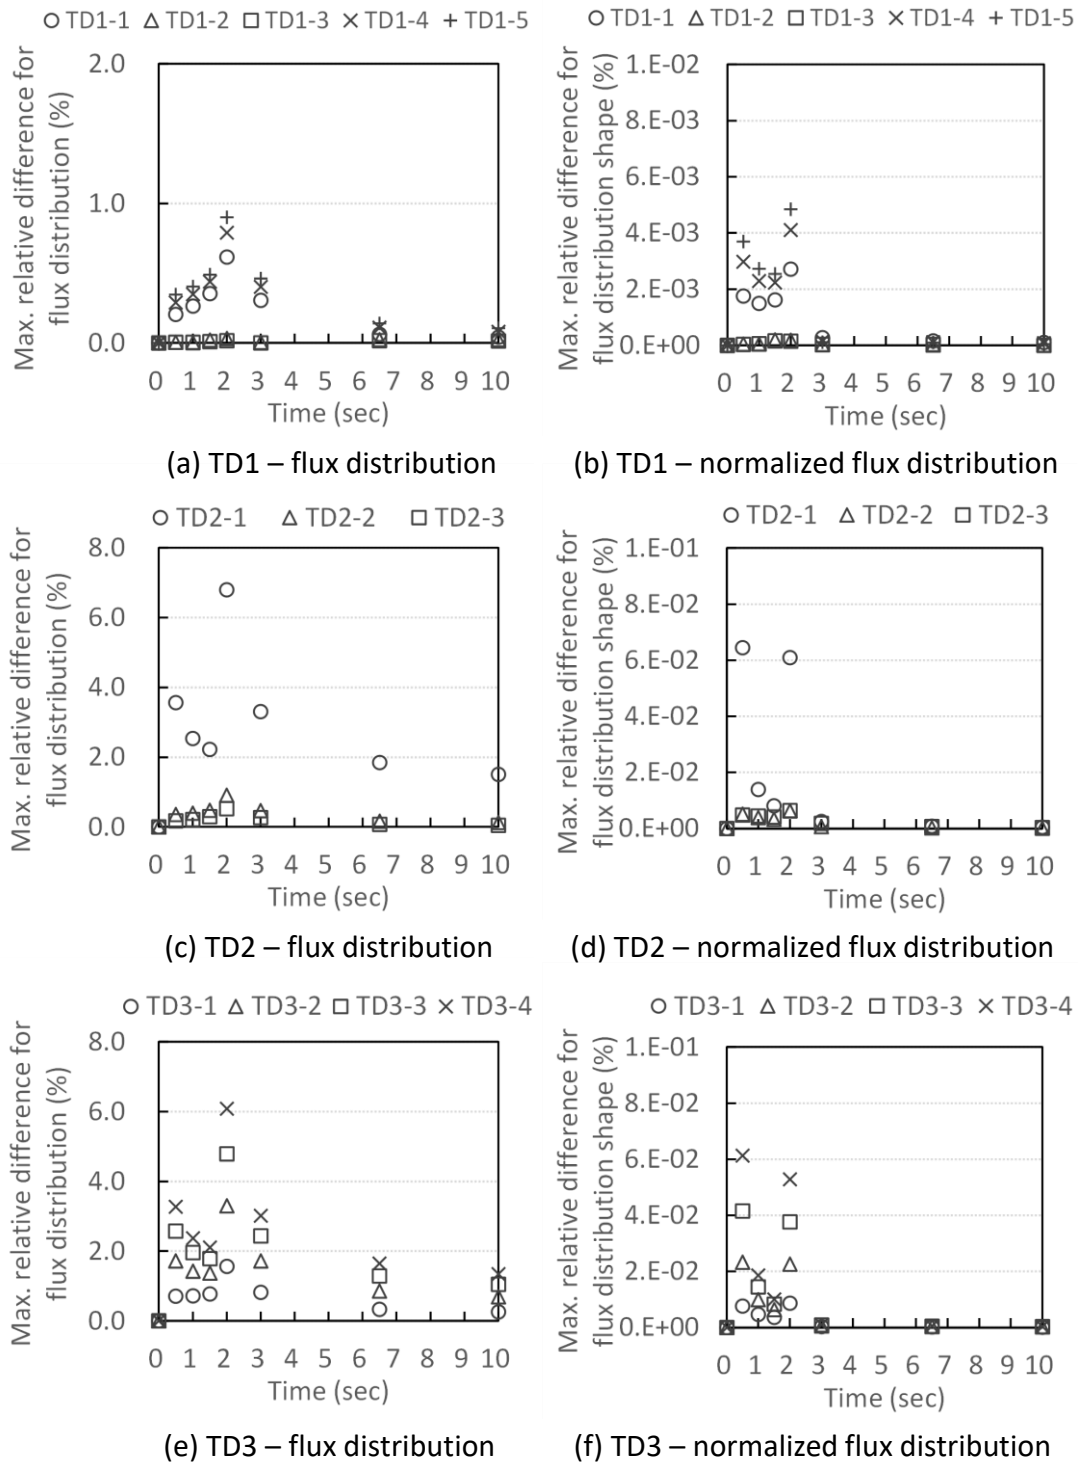 ○ TD1-1 △ TD1-2 □ TD1-3 × TD1-4 + TD1-5
Max. relative difference for
flux distribution (%)
2.0
1.0
0.0
0 1 2 3 4 5 6 7 8 9 10
Time (sec)
(a) TD1 – flux distribution
○ TD1-1 △ TD1-2 □ TD1-3 × TD1-4 + TD1-5
Max. relative difference for
flux distribution shape (%)
1.E-02
8.E-03
6.E-03
4.E-03
2.E-03
0.E+00
0 1 2 3 4 5 6 7 8 9 10
Time (sec)
(b) TD1 – normalized flux distribution
○ TD2-1 △ TD2-2 □ TD2-3
Max. relative difference for
flux distribution (%)
8.0
6.0
4.0
2.0
0.0
0 1 2 3 4 5 6 7 8 9 10
Time (sec)
(c) TD2 – flux distribution
○ TD2-1 △ TD2-2 □ TD2-3
Max. relative difference for
flux distribution shape (%)
1.E-01
8.E-02
6.E-02
4.E-02
2.E-02
0.E+00
0 1 2 3 4 5 6 7 8 9 10
Time (sec)
(d) TD2 – normalized flux distribution
○ TD3-1 △ TD3-2 □ TD3-3 × TD3-4
Max. relative difference for
flux distribution (%)
8.0
6.0
4.0
2.0
0.0
0 1 2 3 4 5 6 7 8 9 10
Time (sec)
(e) TD3 – flux distribution
○ TD3-1 △ TD3-2 □ TD3-3 × TD3-4
Max. relative difference for
flux distribution shape (%)
1.E-01
8.E-02
6.E-02
4.E-02
2.E-02
0.E+00
0 1 2 3 4 5 6 7 8 9 10
Time (sec)
(f) TD3 – normalized flux distribution